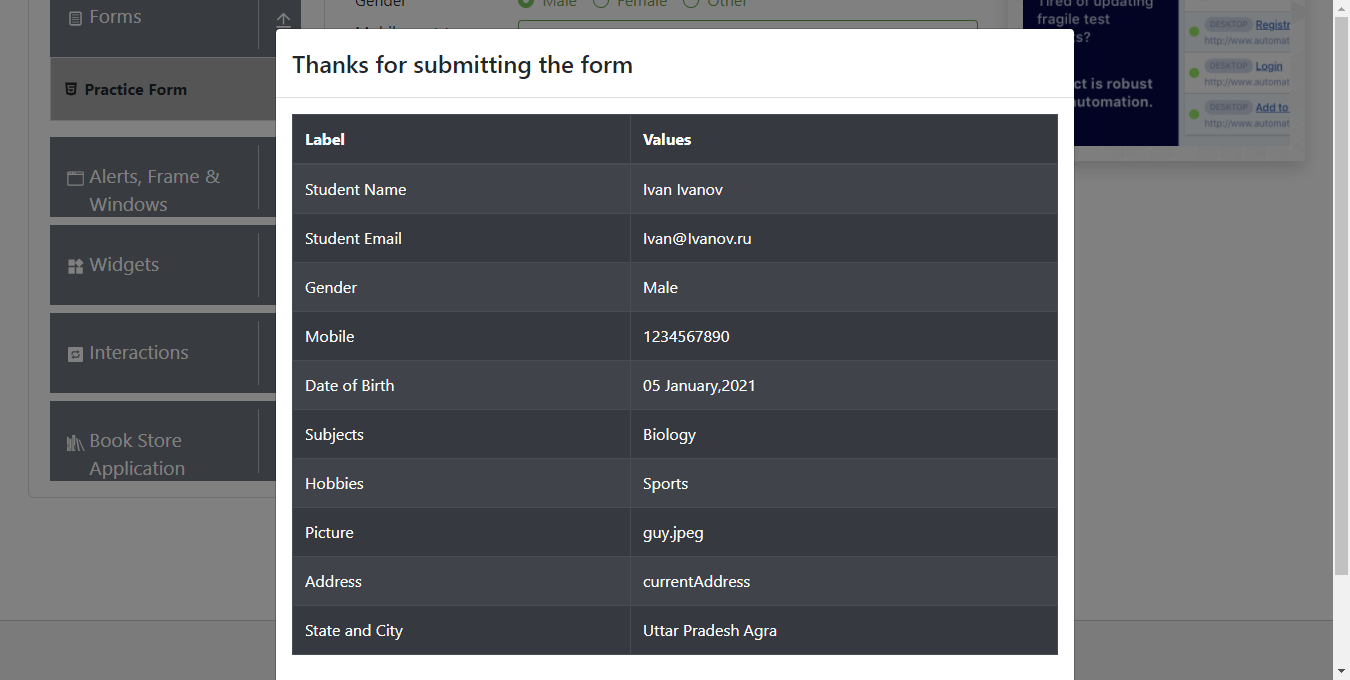 Gender Male Female Other
Forms
Practice Form
Alerts, Frame &
Windows
Widgets
Interactions
Book Store
Application
Thanks for submitting the form
Label Values
Student Name Ivan Ivanov
Student Email Ivan@Ivanov.ru
Gender Male
Mobile 1234567890
Date of Birth 05 January,2021
Subjects Biology
Hobbies Sports
Picture guy.jpeg
Address currentAddress
State and City Uttar Pradesh Agra
Tired of updating
fragile test
s?
ct is robust
utomation.
DESKTOP Registr
http://www.automat
DESKTOP Login
http://www.automat
DESKTOP Add to
http://www.automat